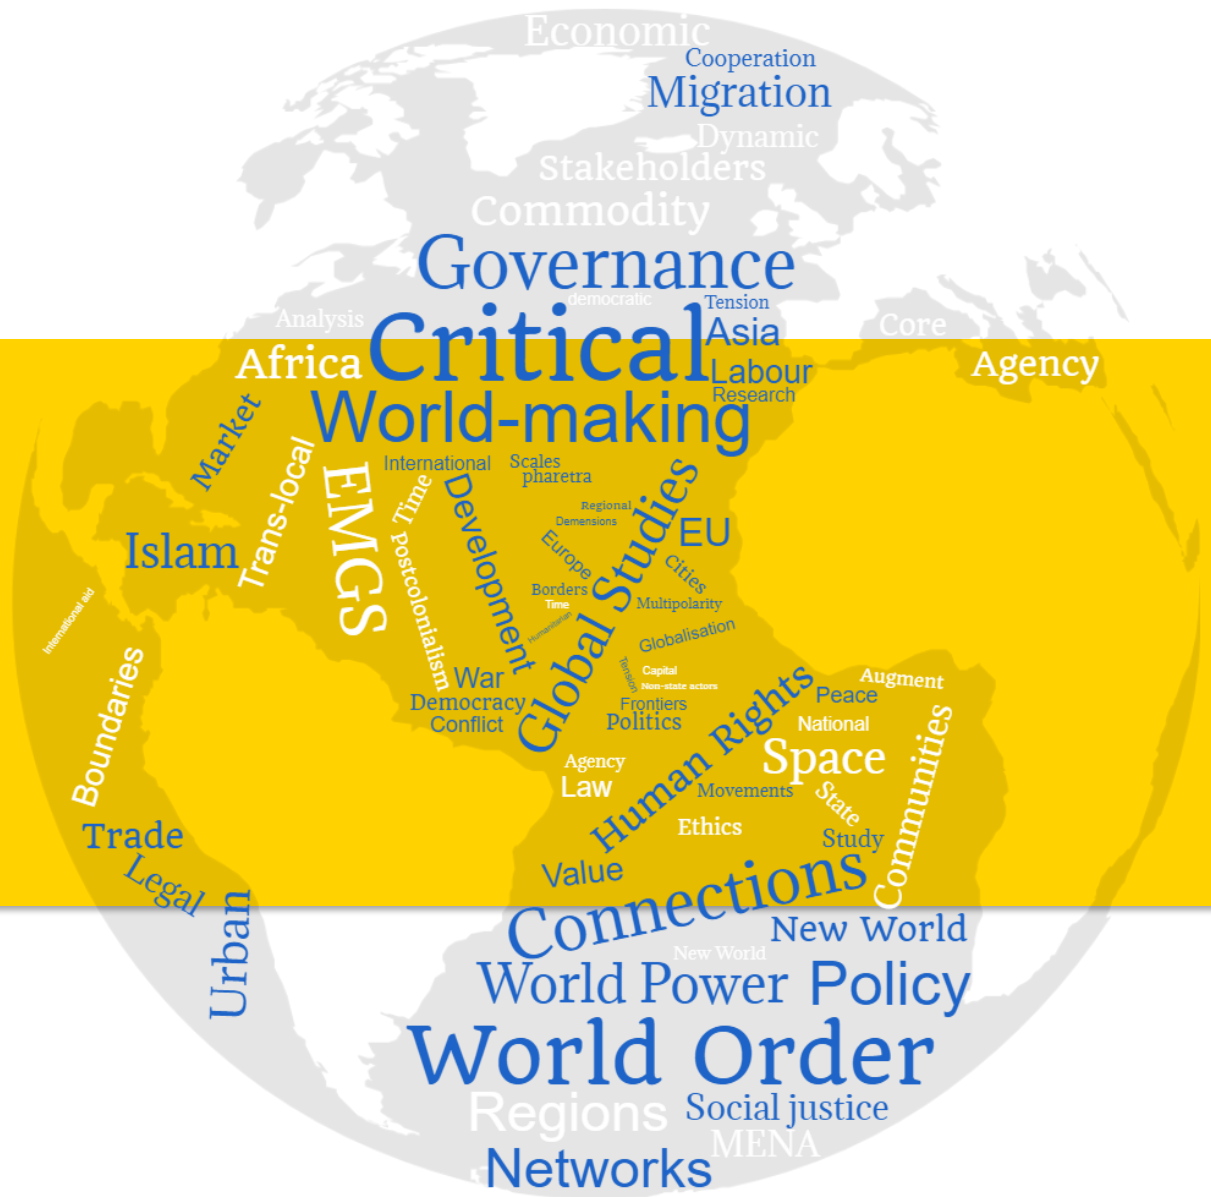 Economic
Cooperation
Migration
Dynamic
Stakeholders
Commodity
Governance
democratic
Tension
Analysis
Critical
Asia
Core
Africa
Labour
Agency
Research
Market
World-making
International
Scales
pharetra
Trans-local
EMGS
Time
Development
Regional
Demensions
Global Studies
EU
Islam
Postcolonialism
Europe
Cities
International aid
Borders
Time
Multipolarity
Humanitarian
Globalisation
Boundaries
War
Tension
Capital
Non-state actors
Augment
Democracy
Frontiers
Peace
Conflict
Politics
National
Human Rights
Space
Communities
Agency
Law
Movements
State
Trade
Ethics
Study
Legal
Value
Urban
Connections
New World
New World
World Power
Policy
World Order
Regions
Social justice
MENA
Networks